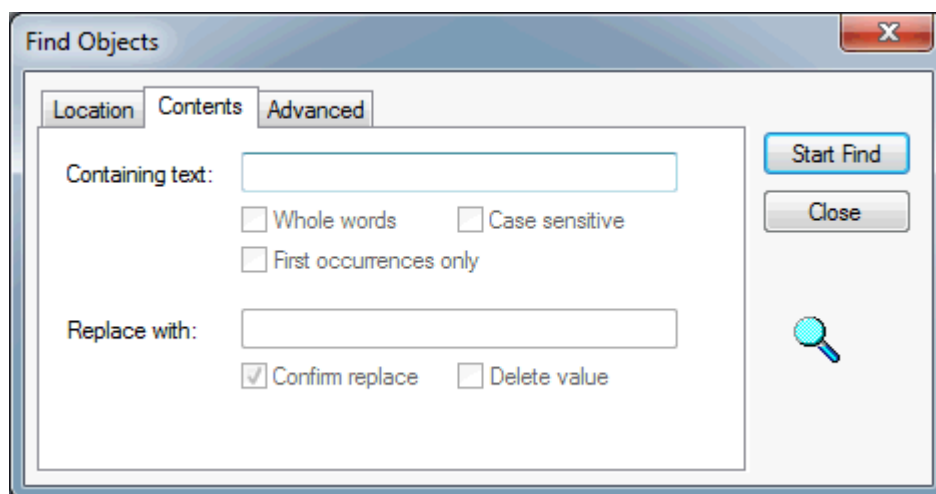 Find Objects
Location Contents Advanced
Containing text:
Whole words Case sensitive
First occurrences only
Replace with:
Confirm replace Delete value
Start Find
Close